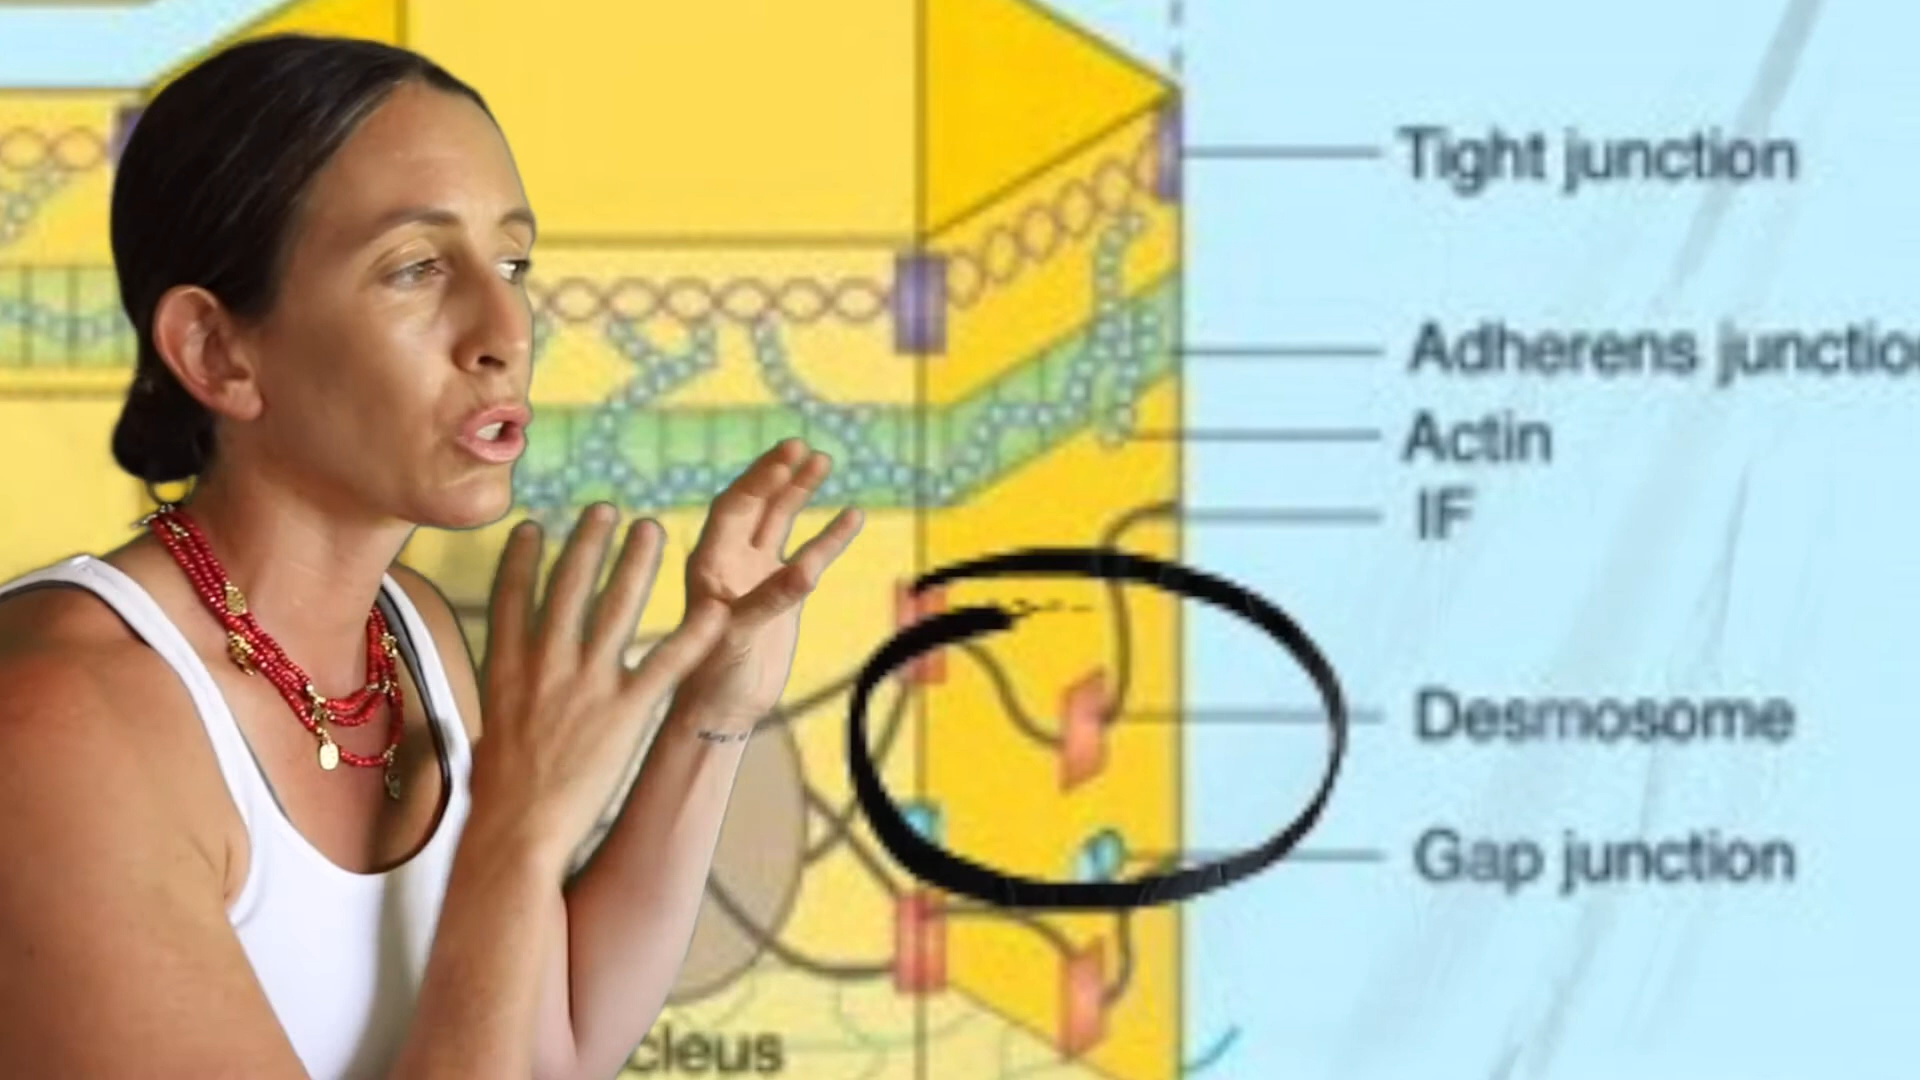 Tight junction
Adherens junctio
Actin
IF
Desmosome
Gap junction
cleus